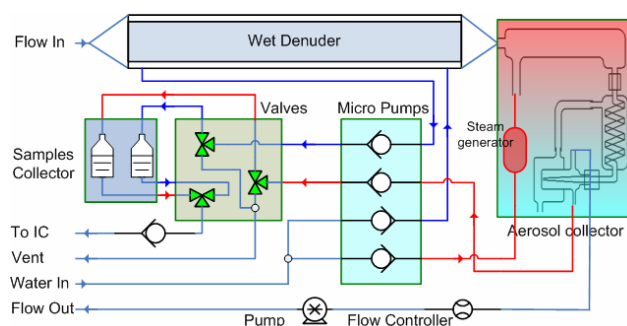 Flow In
Wet Denuder
Valves
Micro Pumps
Steam
generator
Samples
Collector
To IC
Vent
Water In
Flow Out
Pump
Flow Controller
Aerosol collector